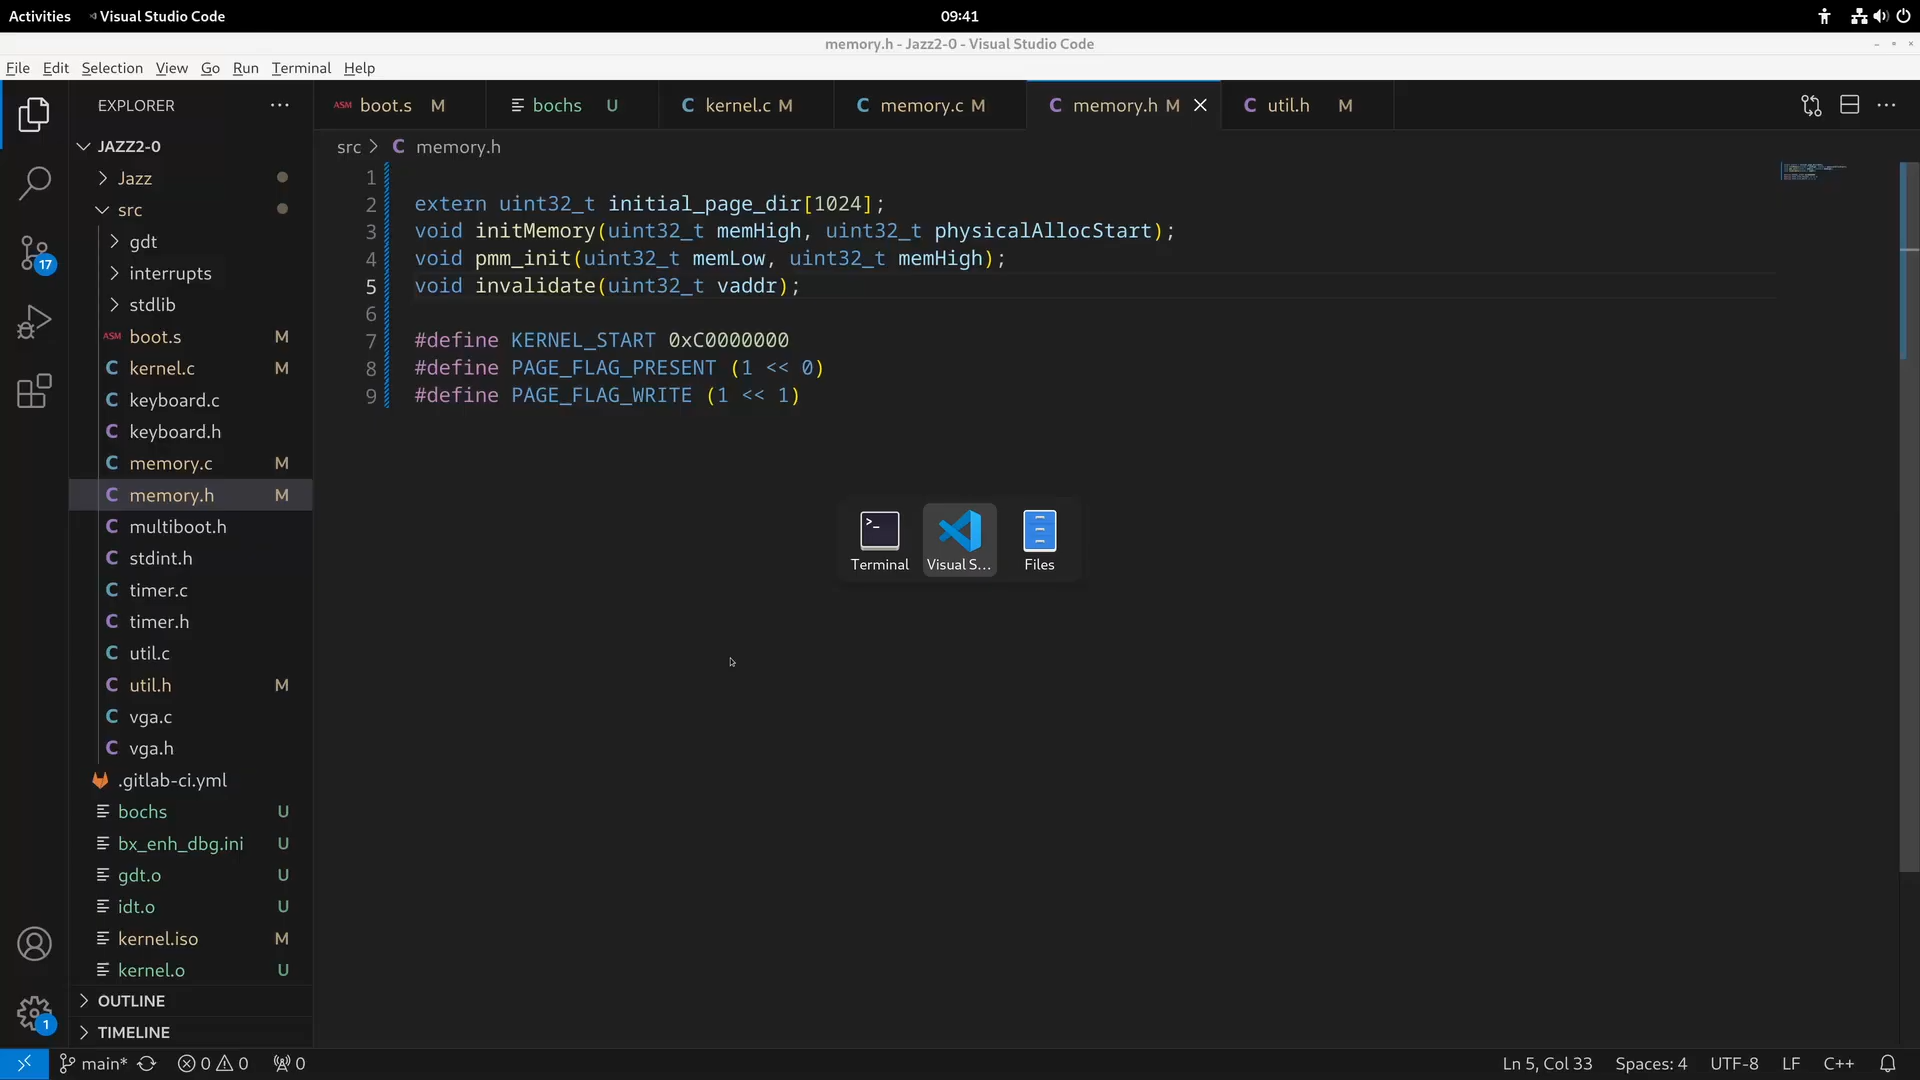 Activities Visual Studio Code 09:41
memory.h - Jazz2-0 - Visual Studio Code
File Edit Selection View Go Run Terminal Help
EXPLORER
boot.s M bochs U kernel.c M memory.c M memory.h M util.h M
src > C memory.h
JAZZ2-0
Jazz
src
gdt
interrupts
stdlib
ASM boot.s M
C kernel.c M
C keyboard.c
C keyboard.h
C memory.c M
C memory.h M
C multiboot.h
C stdint.h
C timer.c
C timer.h
C util.c
C util.h M
C vga.c
C vga.h
.gitlab-ci.yml
bochs U
bx_enh_dbg.ini U
gdt.o U
idt.o U
kernel.iso M
kernel.o U
OUTLINE
TIMELINE
17
1
1
2 extern uint32_t initial_page_dir[1024];
3 void initMemory(uint32_t memHigh, uint32_t physicalAllocStart);
4 void pmm_init(uint32_t memLow, uint32_t memHigh);
5 void invalidate(uint32_t vaddr);
6
7 #define KERNEL_START 0xC0000000
8 #define PAGE_FLAG_PRESENT (1 << 0)
9 #define PAGE_FLAG_WRITE (1 << 1)
Terminal Visual S... Files
main* 0 0 0 Ln 5, Col 33 Spaces: 4 UTF-8 LF C++